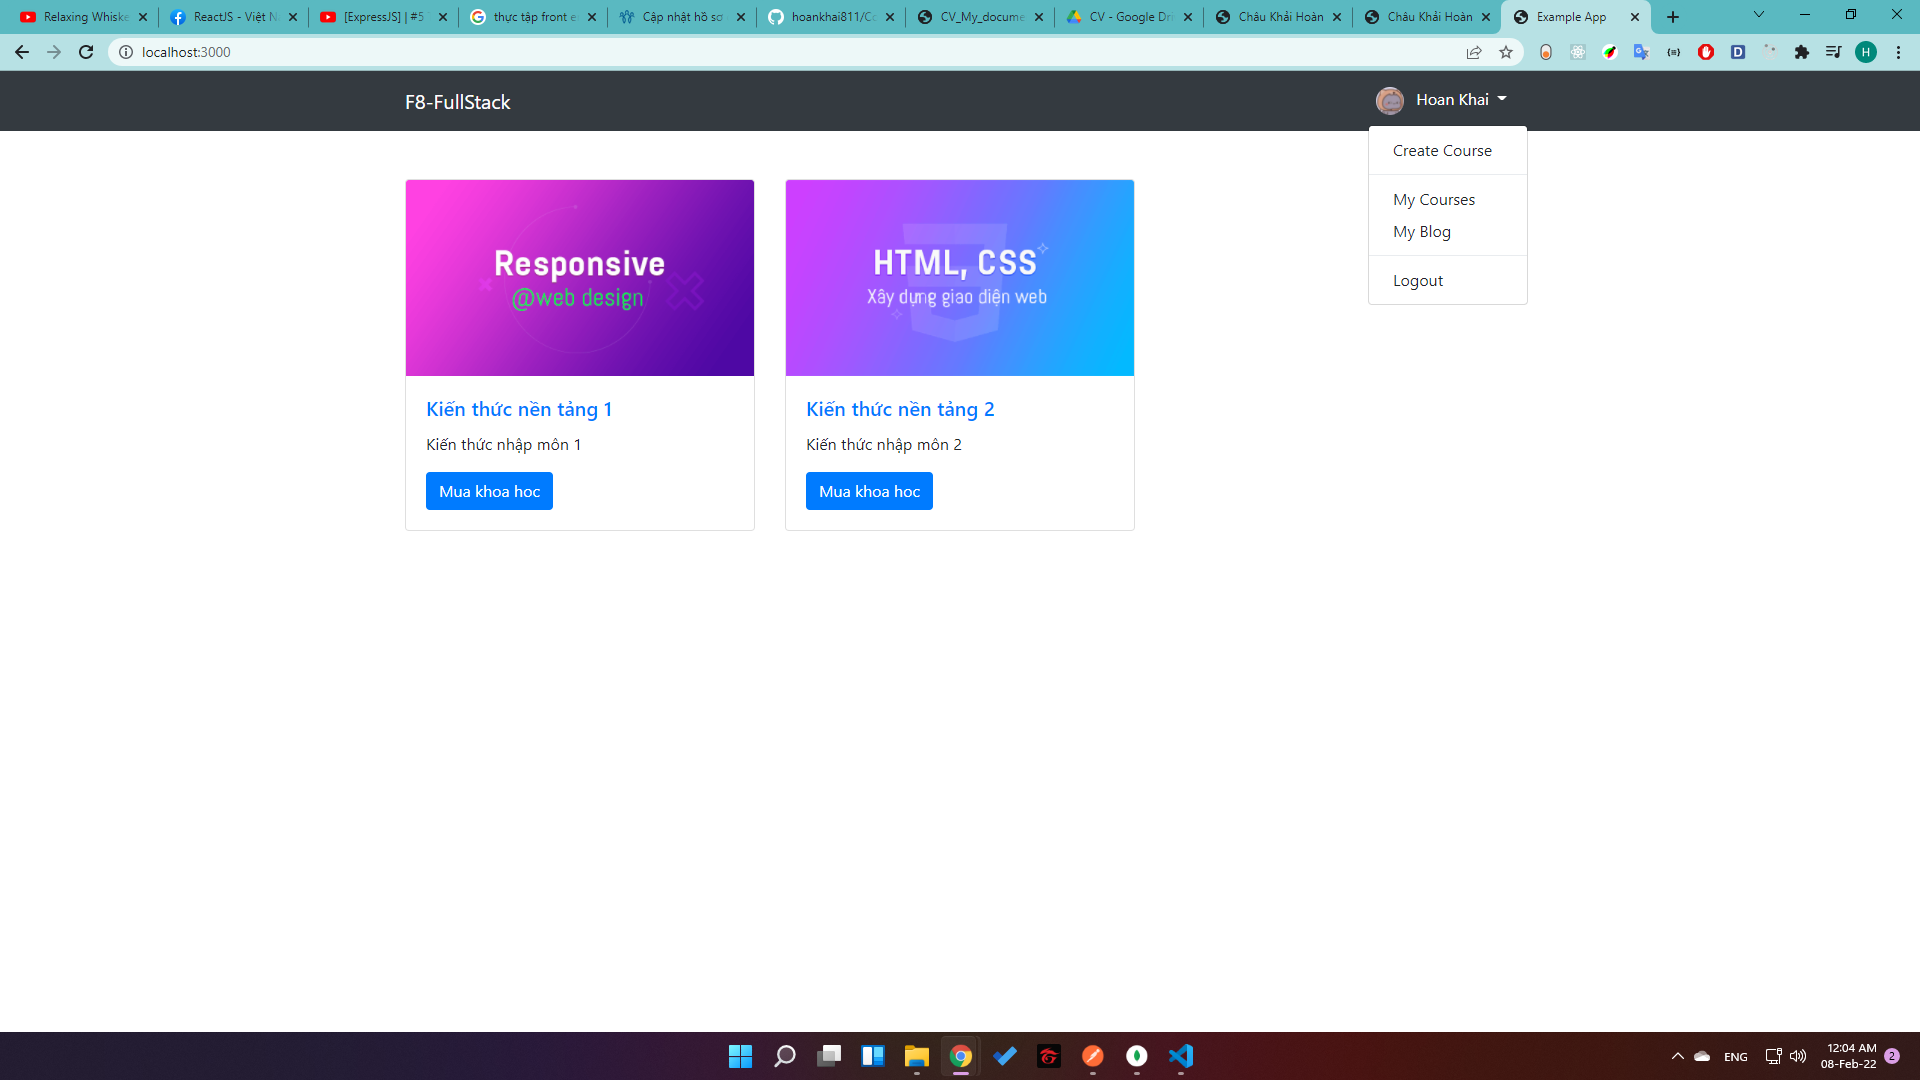 Relaxing Whiske
ReactJS - Việt N
[ExpressJS] | #5
thực tập front e
Cập nhật hồ sơ
hoankhai811/Co
CV_My_docume
CV - Google Dri
Châu Khải Hoàn
Châu Khải Hoàn
Example App
localhost:3000
H
F8-FullStack
Hoan Khai
Create Course
My Courses
My Blog
Logout
Responsive
@web design
HTML, CSS
Xây dựng giao diện web
Kiến thức nền tảng 1
Kiến thức nhập môn 1
Mua khoa hoc
Kiến thức nền tảng 2
Kiến thức nhập môn 2
Mua khoa hoc
ENG
12:04 AM
08-Feb-22
2